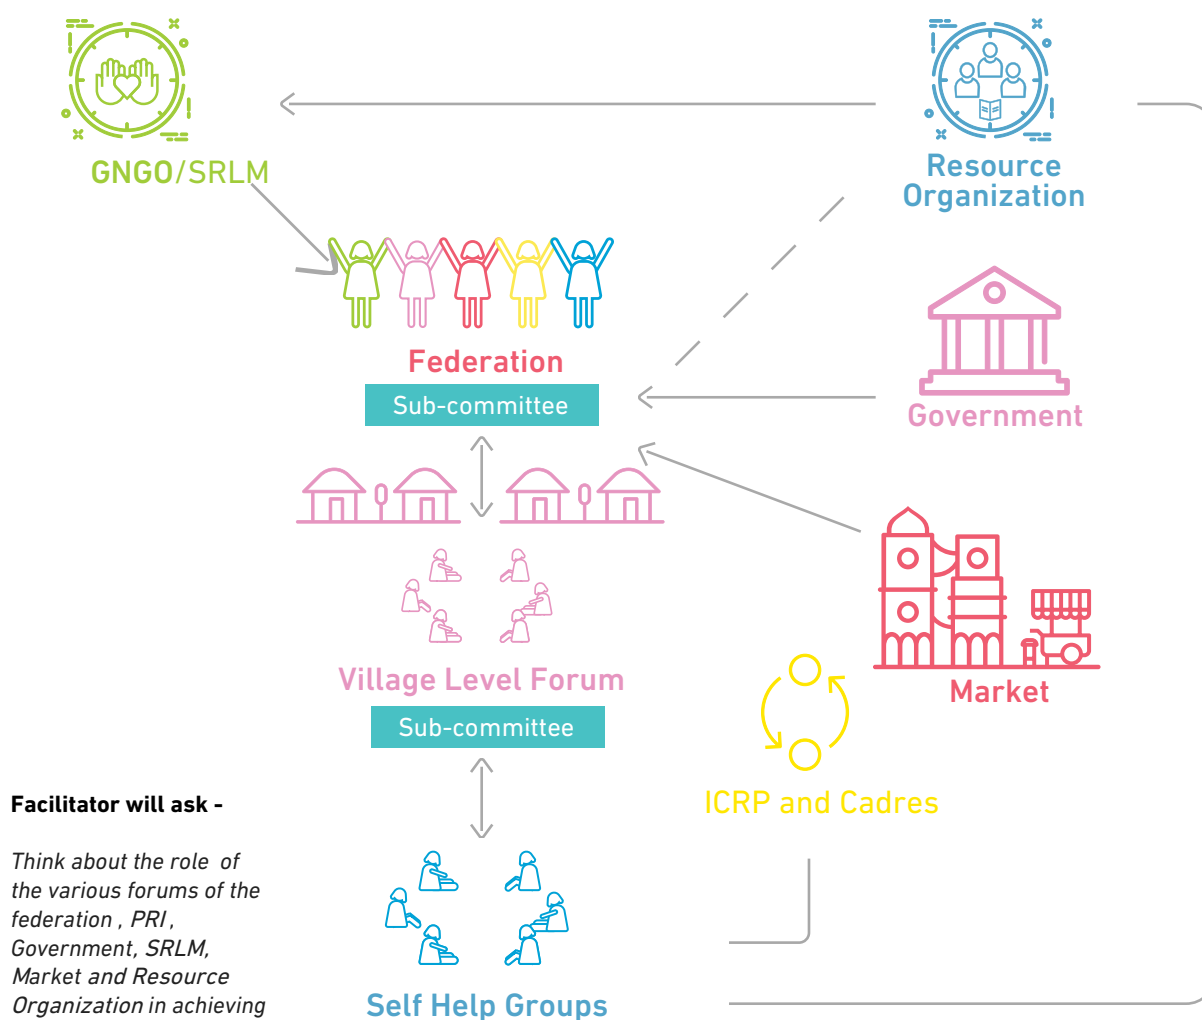 GNGO/SRLM
Resource
Organization
Federation
Sub-committee
Government
Village Level Forum
Sub-committee
Market
ICRP and Cadres
Facilitator will ask -
Think about the role of
the various forums of the
federation , PRI ,
Government, SRLM,
Market and Resource
Organization in achieving
Self Help Groups